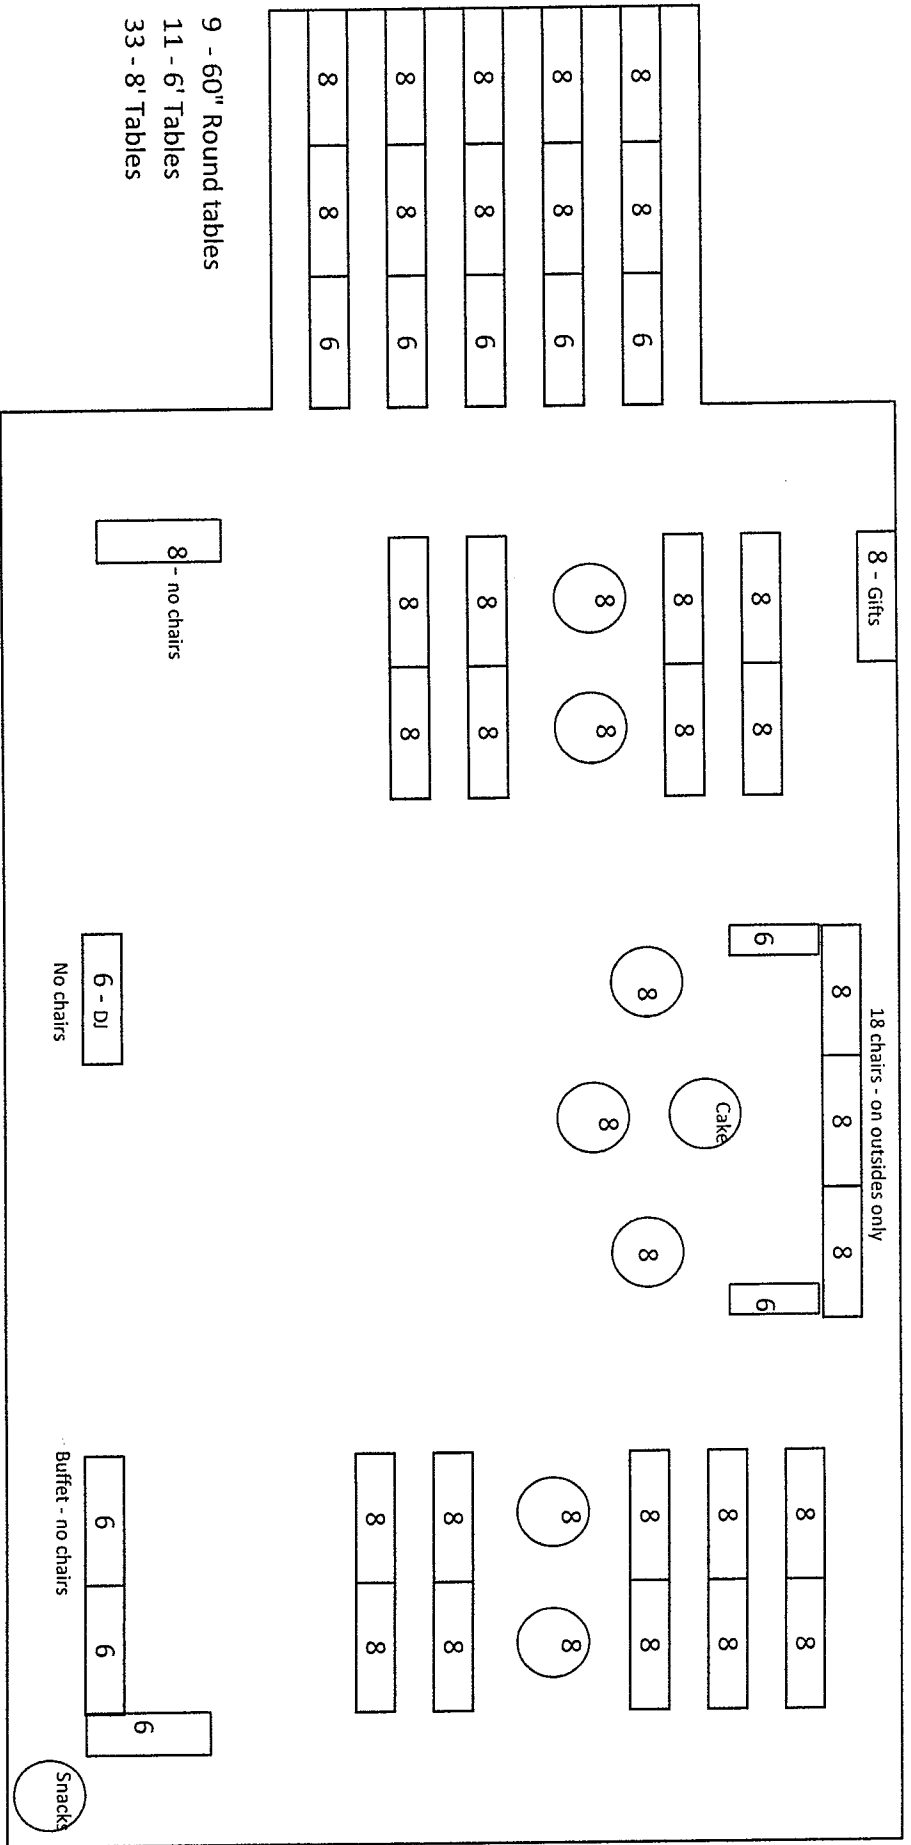 8 - Gifts
18 chairs - on outsides only
8 8 8
8 8
8 8
6 6
8 8
Cake
8 8
8 8 6
8 8
8 8
8 8
8
8 8 6
8 8
8 8 6
8 8
8 8
8 8 6
8 8
8 8
8 8 6
9 - 60" Round tables
11 - 6' Tables
33 - 8' Tables
8 - no chairs
6
6 - DJ
No chairs
6 6
Buffet - no chairs
Snacks